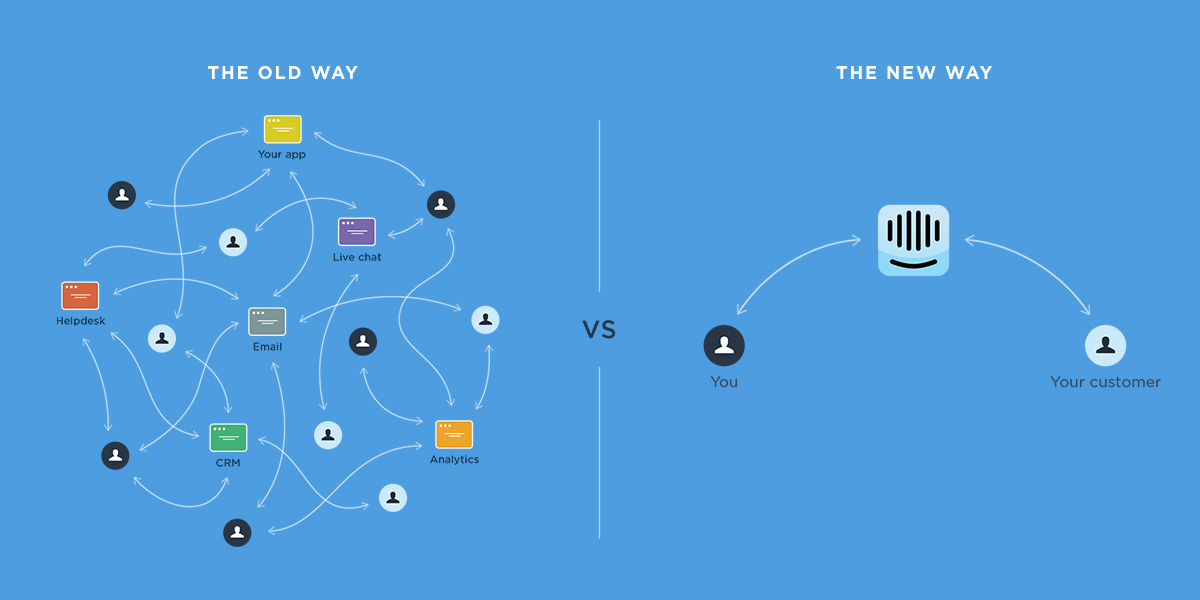 THE OLD WAY
Your app
Live chat
Helpdesk
Email
CRM
Analytics
VS
THE NEW WAY
You
Your customer